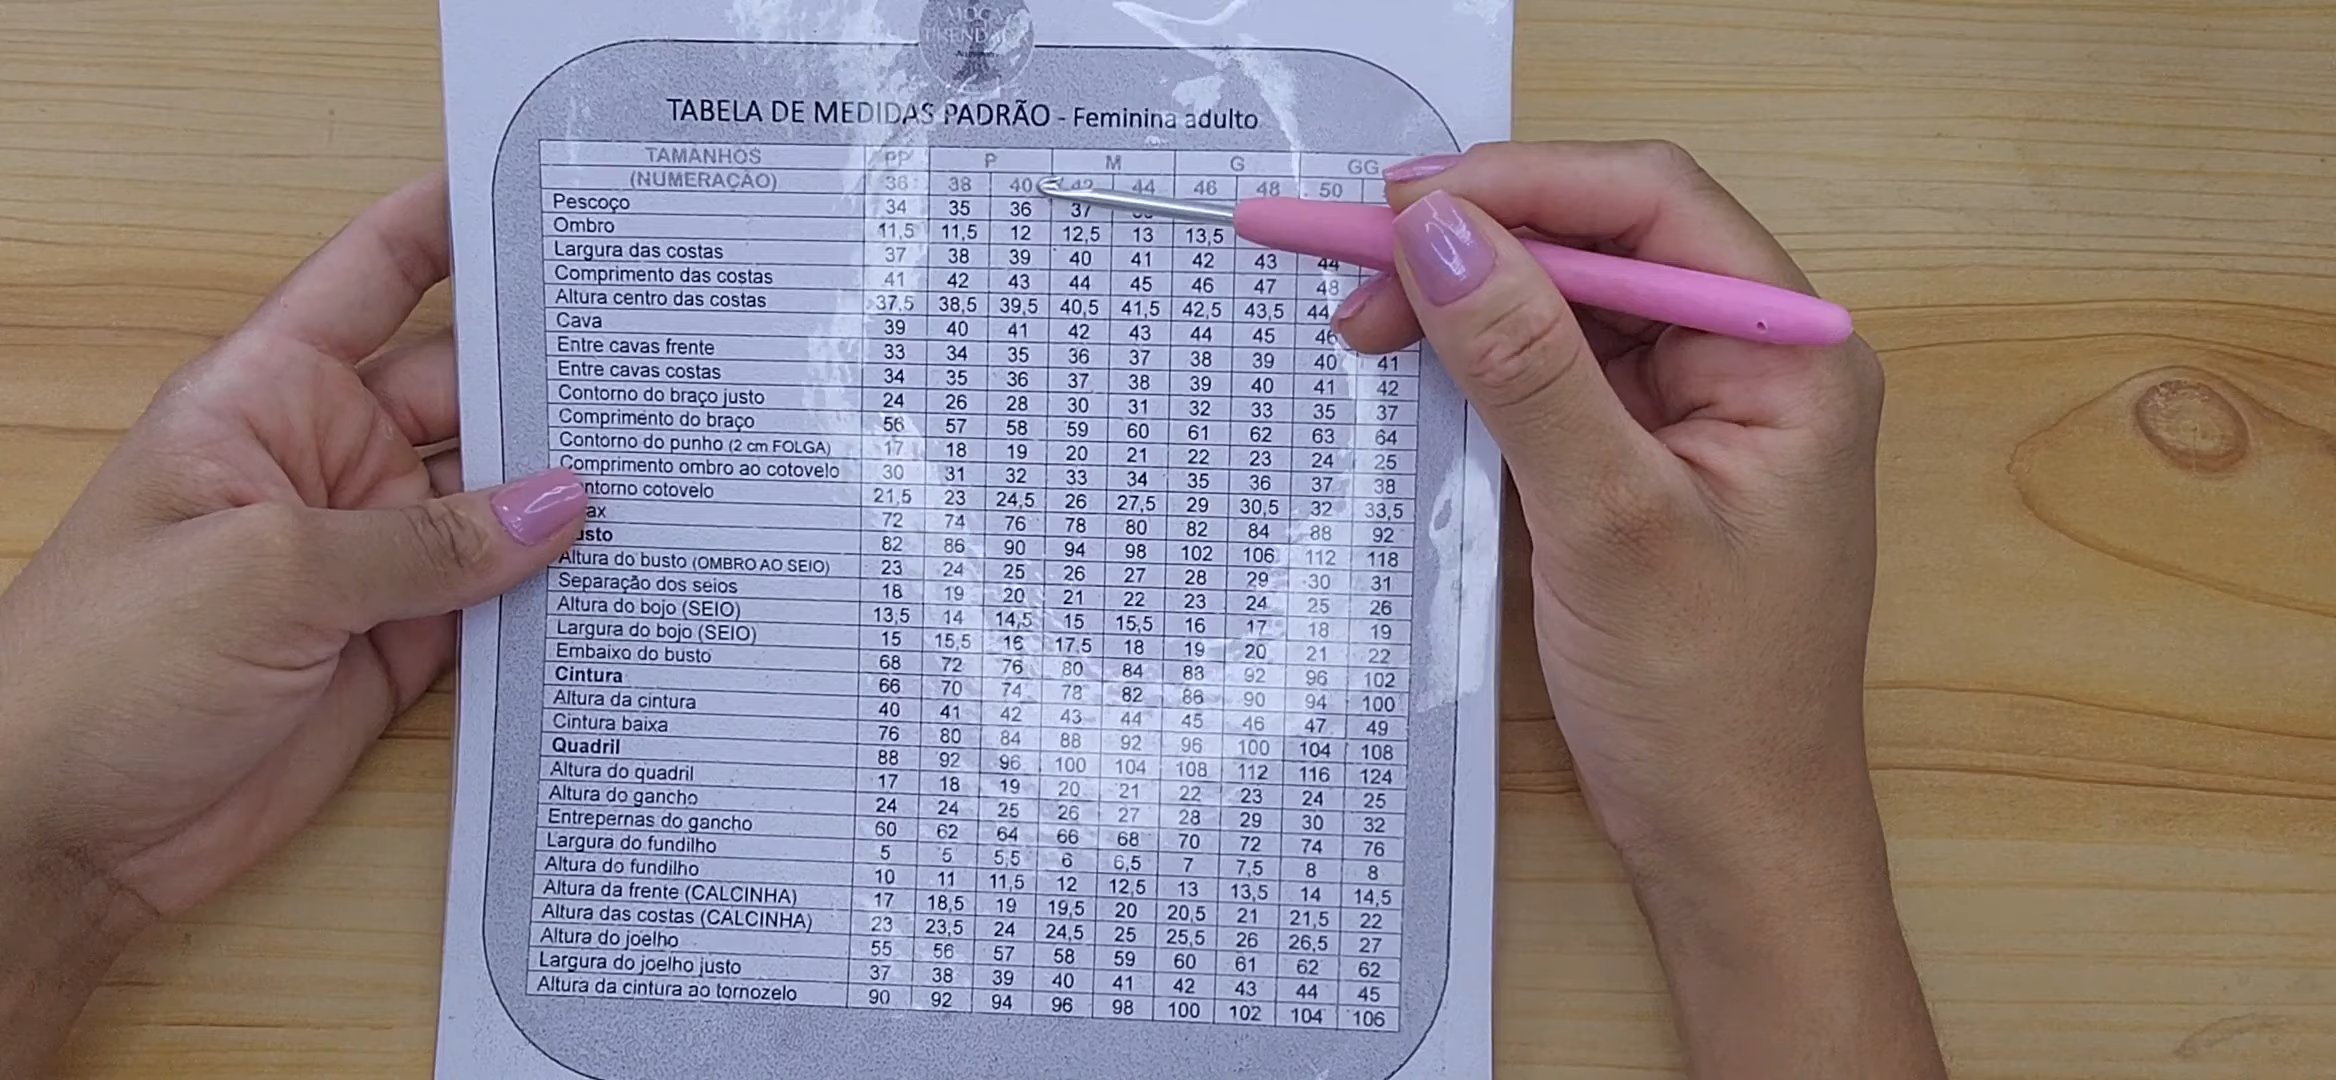 TABELA DE MEDIDAS PADRÃO - Feminina adulto
TAMANHOS PP P M G GG
(NUMERAÇÃO) 36 38 40 42 44 46 48 50
Pescoço 34 35 36 37
Ombro 11,5 11,5 12 12,5 13 13,5
Largura das costas 37 38 39 40 41 42 43 44
Comprimento das costas 41 42 43 44 45 46 47 48
Altura centro das costas 37,5 38,5 39,5 40,5 41,5 42,5 43,5 44
Cava 39 40 41 42 43 44 45 46
Entre cavas frente 33 34 35 36 37 38 39 40 41
Entre cavas costas 34 35 36 37 38 39 40 41 42
Contorno do braço justo 24 26 28 30 31 32 33 35 37
Comprimento do braço 56 57 58 59 60 61 62 63 64
Contorno do punho (2 cm FOLGA) 17 18 19 20 21 22 23 24 25
Comprimento ombro ao cotovelo 30 31 32 33 34 35 36 37 38
ntorno cotovelo 21,5 23 24,5 26 27,5 29 30,5 32 33,5
ax 72 74 76 78 80 82 84 88 92
usto 82 86 90 94 98 102 106 112 118
Altura do busto (OMBRO AO SEIO) 23 24 25 26 27 28 29 30 31
Separação dos seios 18 19 20 21 22 23 24 25 26
Altura do bojo (SEIO) 13,5 14 14,5 15 15,5 16 17 18 19
Largura do bojo (SEIO) 15 15,5 16 17,5 18 19 20 21 22
Embaixo do busto 68 72 76 80 84 88 92 96 102
Cintura 66 70 74 78 82 86 90 94 100
Altura da cintura 40 41 42 43 44 45 46 47 49
Cintura baixa 76 80 84 88 92 96 100 104 108
Quadril 88 92 96 100 104 108 112 116 124
Altura do quadril 17 18 19 20 21 22 23 24 25
Altura do gancho 24 24 25 26 27 28 29 30 32
Entrepernas do gancho 60 62 64 66 68 70 72 74 76
Largura do fundilho 5 5 5,5 6 6,5 7 7,5 8 8
Altura do fundilho 10 11 11,5 12 12,5 13 13,5 14 14,5
Altura da frente (CALCINHA) 17 18,5 19 19,5 20 20,5 21 21,5 22
Altura das costas (CALCINHA) 23 23,5 24 24,5 25 25,5 26 26,5 27
Altura do joelho 55 56 57 58 59 60 61 62 62
Largura do joelho justo 37 38 39 40 41 42 43 44 45
Altura da cintura ao tornozelo 90 92 94 96 98 100 102 104 106